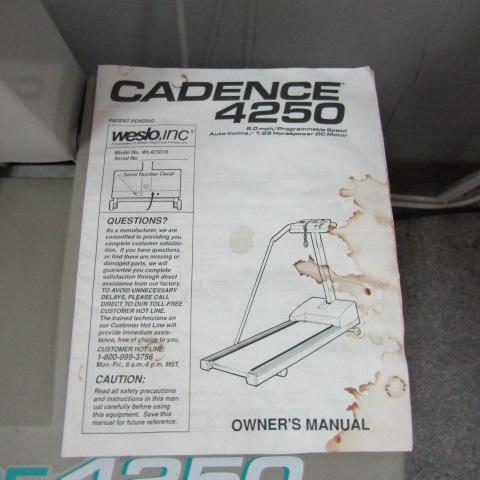 CADENCE
4250
PATENT PENDING
8.0 mph/Programmable Speed
Auto Incline / 1.25 Horsepower DC Motor
weslo, INC®
Model No. WL425016
Serial No.
Serial Number Decal
QUESTIONS?
As a manufacturer, we are
committed to providing you
complete customer satisfac-
tion. If you have questions,
or find there are missing or
damaged parts, we will
guarantee you complete
satisfaction through direct
assistance from our factory.
TO AVOID UNNECESSARY
DELAYS, PLEASE CALL
DIRECT TO OUR TOLL-FREE
CUSTOMER HOT LINE.
The trained technicians on
our Customer Hot Line will
provide immediate assis-
tance, free of charge to you.
CUSTOMER HOT LINE:
1-800-999-3756
Mon.-Fri., 6 a.m.-6 p.m. MST.
CAUTION:
Read all safety precautions
and instructions in this man-
ual carefully before using
this equipment. Save this
manual for future reference.
OWNER'S MANUAL
4250